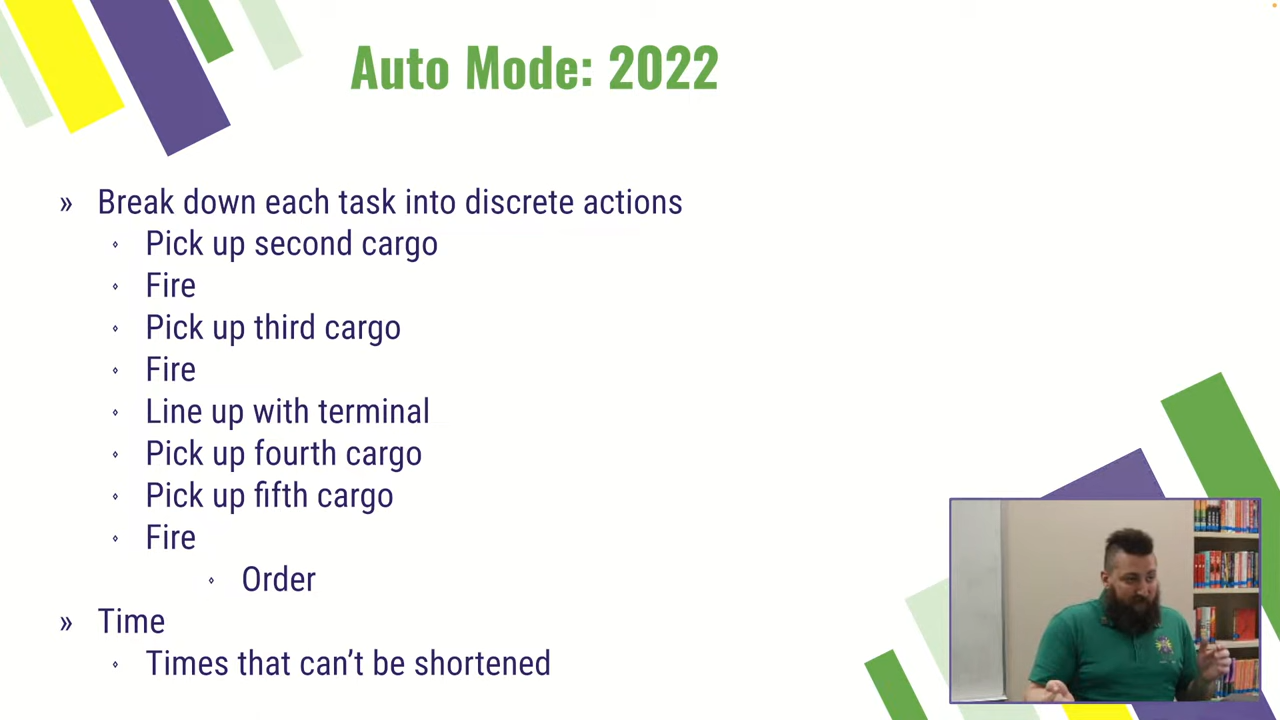 Auto Mode: 2022
» Break down each task into discrete actions
Pick up second cargo
Fire
Pick up third cargo
Fire
Line up with terminal
Pick up fourth cargo
Pick up fifth cargo
Fire
Order
» Time
Times that can't be shortened